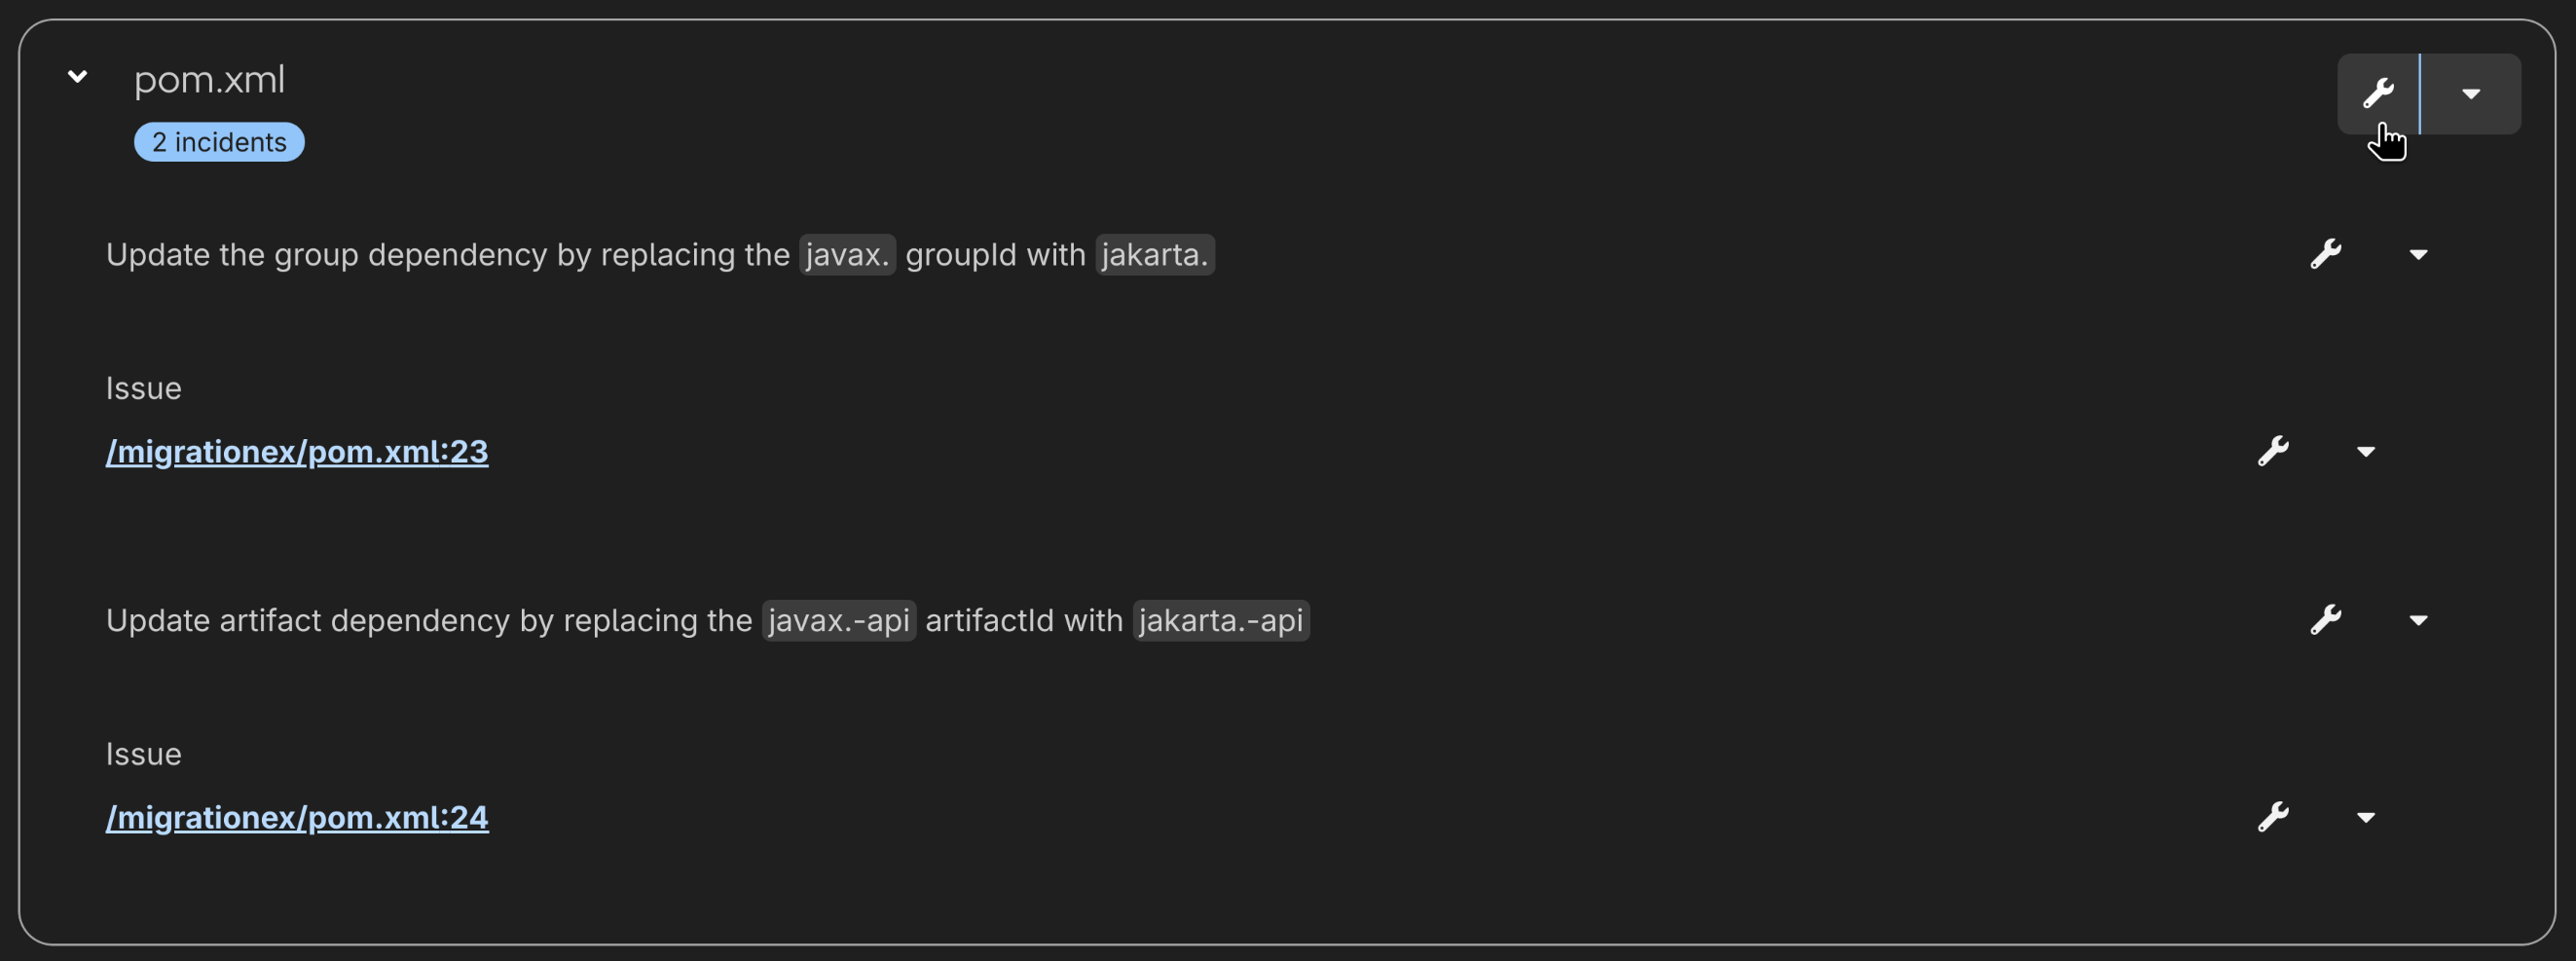 pom.xml
2 incidents
Update the group dependency by replacing the javax. groupId with jakarta.
Issue
/migrationex/pom.xml:23
Update artifact dependency by replacing the javax.-api artifactId with jakarta.-api
Issue
/migrationex/pom.xml:24